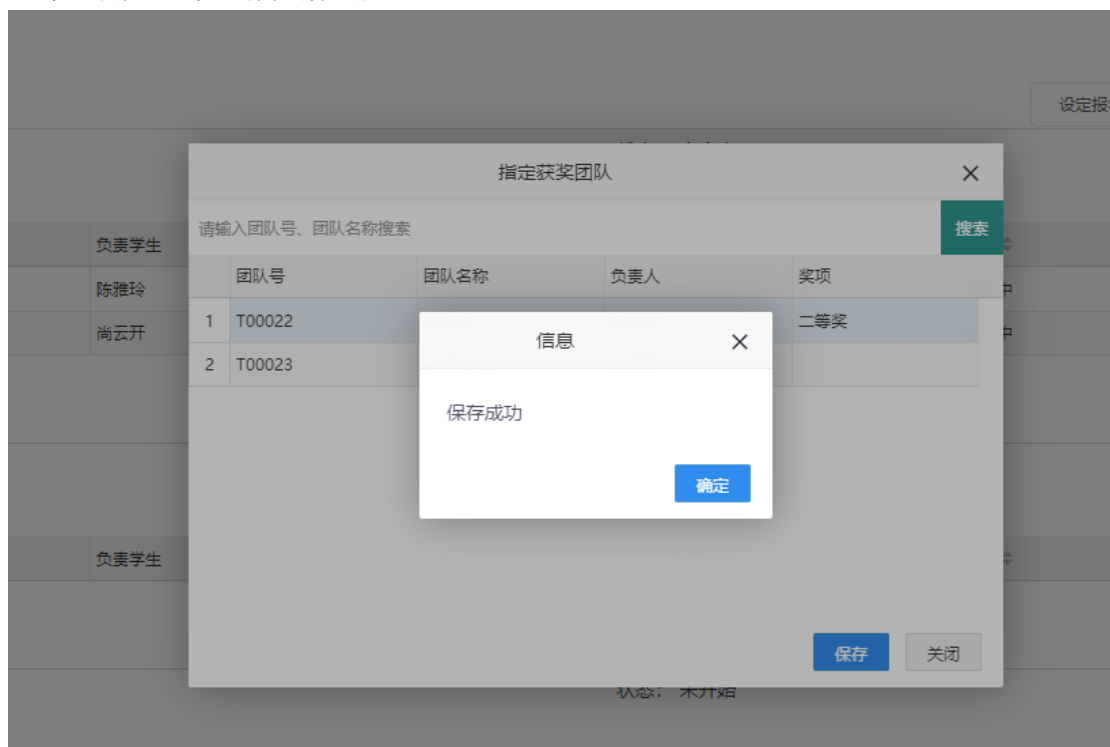 设定报
指定获奖团队
请输入团队号、团队名称搜索
搜索
负责学生
团队号 团队名称 负责人 奖项
陈雅玲 中
1 T00022 二等奖
尚云开 中
信息
2 T00023
保存成功
确定
负责学生
保存 关闭
状态： 未开始